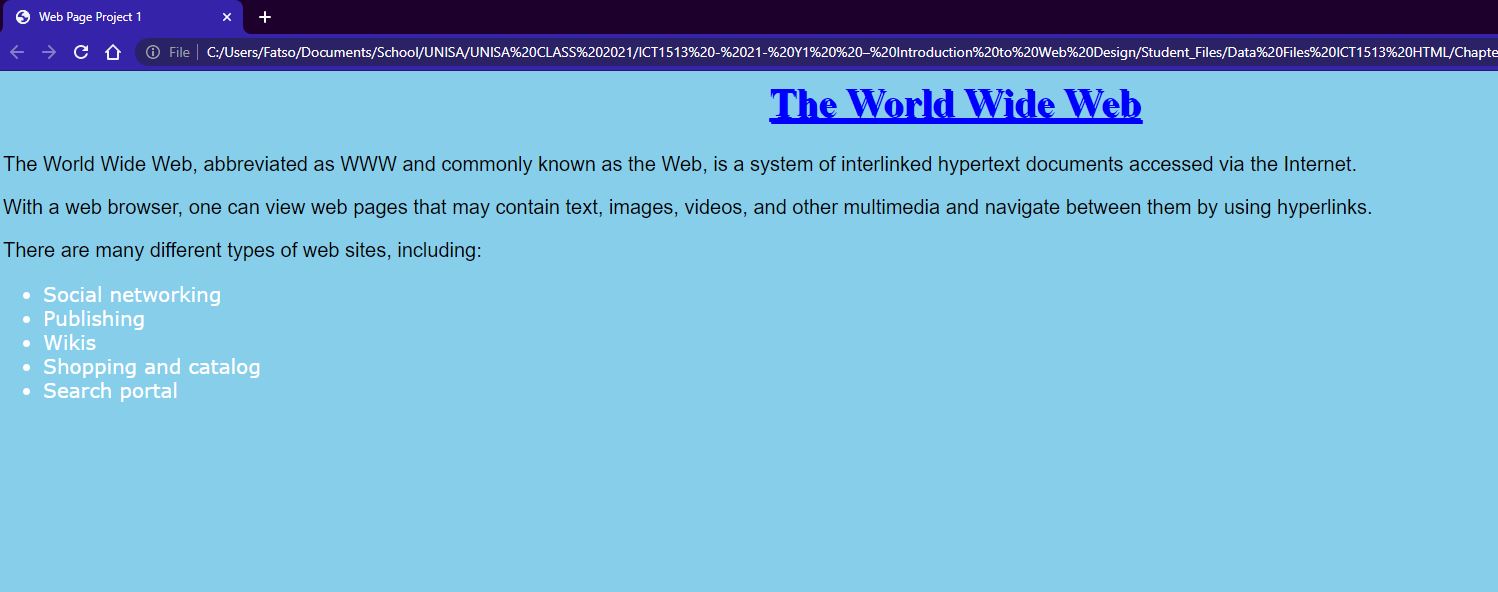 Web Page Project 1
File | C:/Users/Fatso/Documents/School/UNISA/UNISA%20CLASS%202021/ICT1513%20-%2021-%20Y1%20%20–%20Introduction%20to%20Web%20Design/Student_Files/Data%20Files%20ICT1513%20HTML/Chapte
The World Wide Web
The World Wide Web, abbreviated as WWW and commonly known as the Web, is a system of interlinked hypertext documents accessed via the Internet.
With a web browser, one can view web pages that may contain text, images, videos, and other multimedia and navigate between them by using hyperlinks.
There are many different types of web sites, including:
• Social networking
• Publishing
• Wikis
• Shopping and catalog
• Search portal